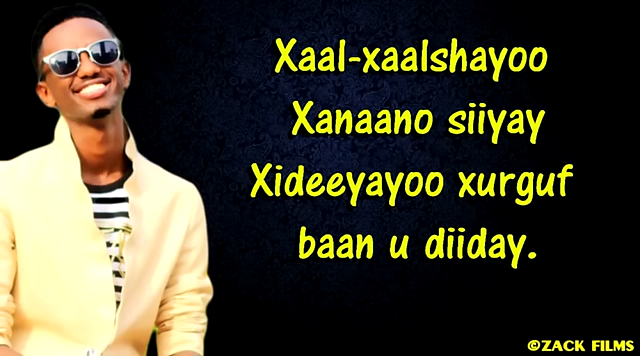 Xaal-xaalshayoo
Xanaano siiyay
Xideeyayoo xurguf
baan u diiday.
©ZACK FILMS